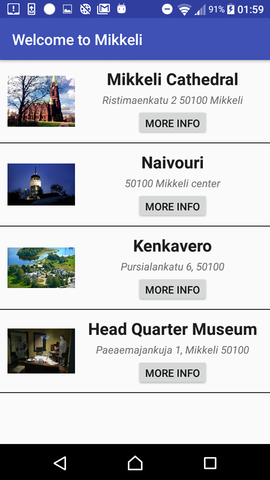 91% 01:59
Welcome to Mikkeli
Mikkeli Cathedral
Ristimaenkatu 2 50100 Mikkeli
MORE INFO
Naivouri
50100 Mikkeli center
MORE INFO
Kenkavero
Pursialankatu 6, 50100
MORE INFO
Head Quarter Museum
Paeaemajankuja 1, Mikkeli 50100
MORE INFO